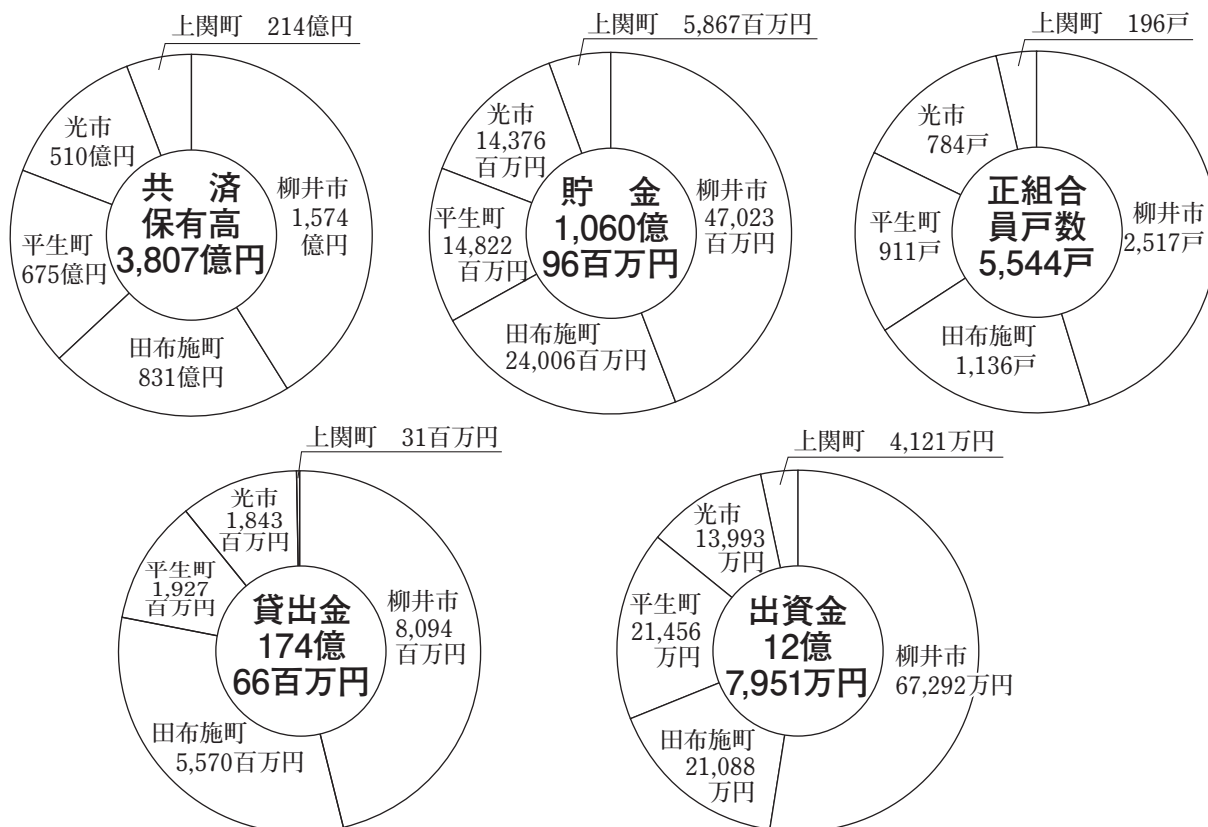 上関町 214億円
光市
510億円
平生町
675億円
田布施町
831億円
柳井市
1,574
億円
共 済
保有高
3,807億円
上関町 5,867百万円
光市
14,376
百万円
平生町
14,822
百万円
田布施町
24,006百万円
柳井市
47,023
百万円
貯 金
1,060億
96百万円
上関町 196戸
光市
784戸
平生町
911戸
田布施町
1,136戸
柳井市
2,517戸
正組合
員戸数
5,544戸
上関町 31百万円
光市
1,843
百万円
平生町
1,927
百万円
田布施町
5,570百万円
柳井市
8,094
百万円
貸出金
174億
66百万円
上関町 4,121万円
光市
13,993
万円
平生町
21,456
万円
田布施町
21,088
万円
柳井市
67,292万円
出資金
12億
7,951万円